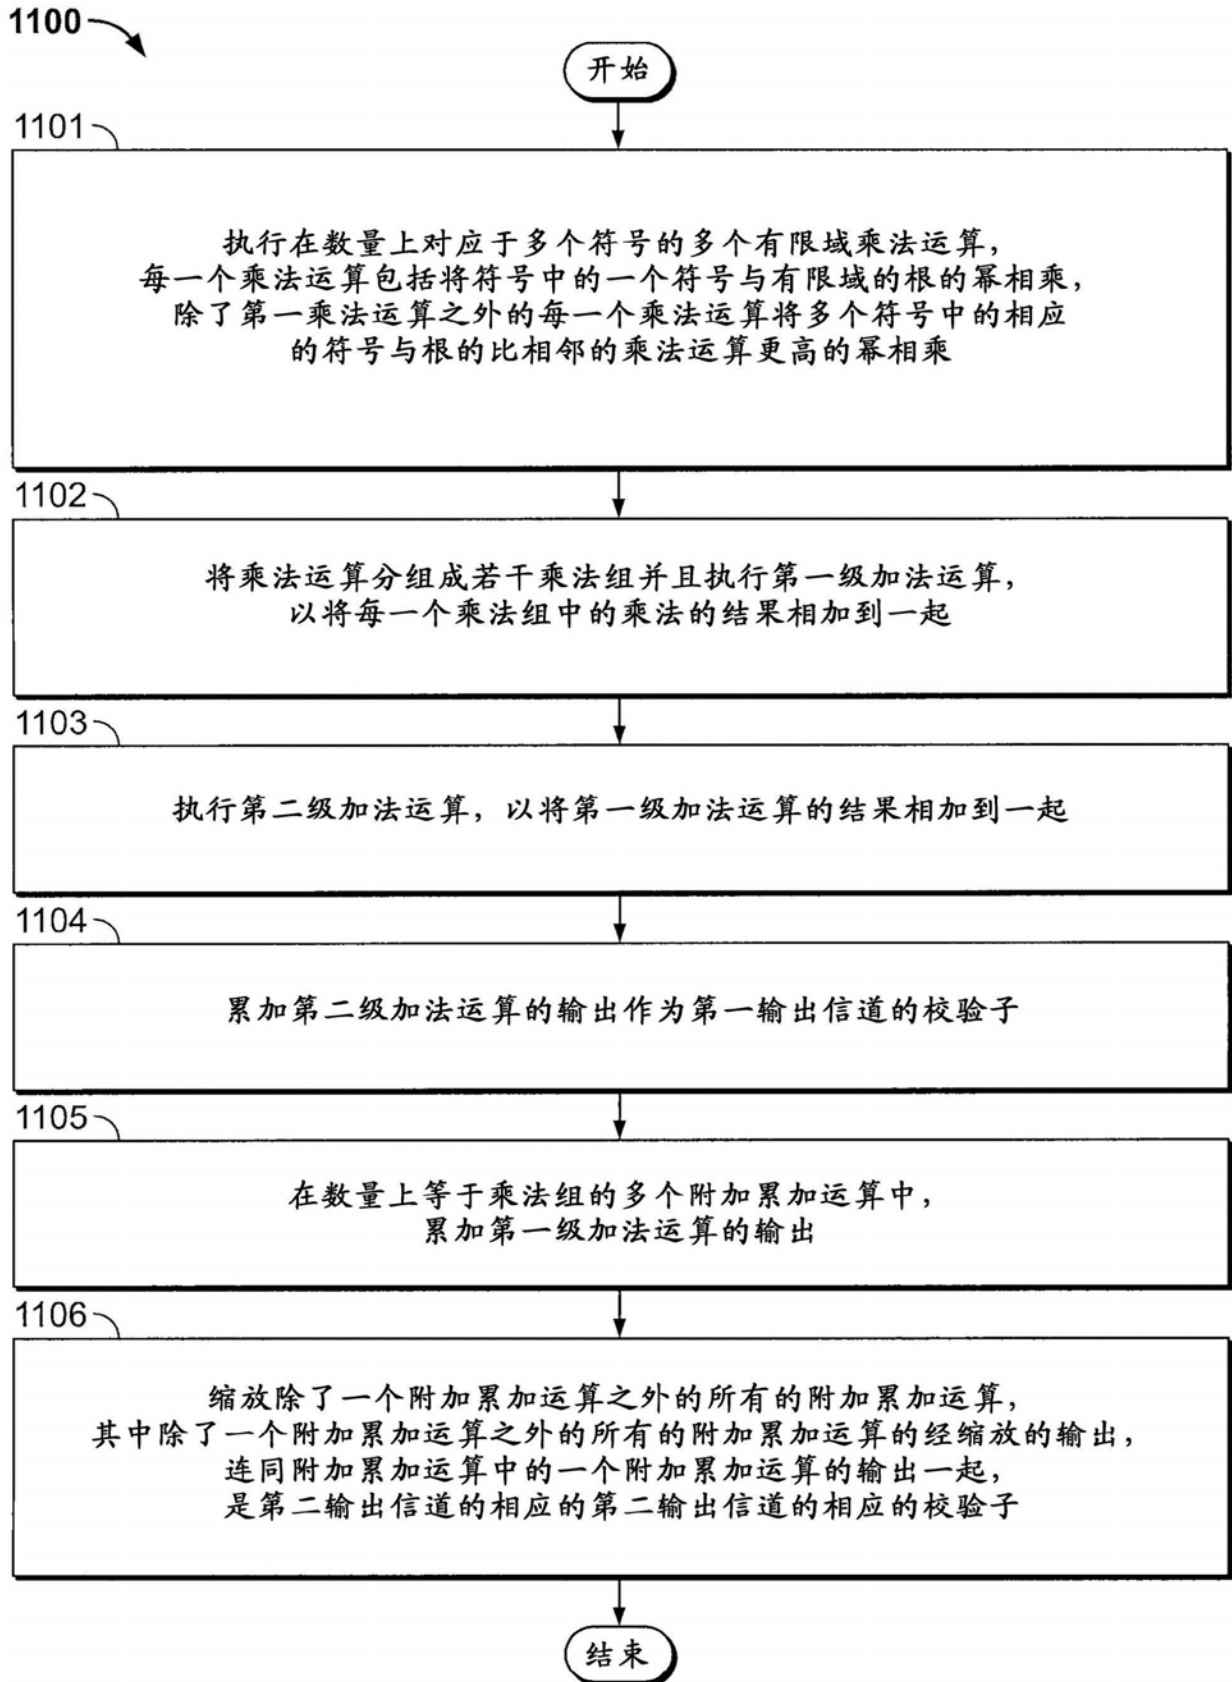 1100
开始
1101
执行在数量上对应于多个符号的多个有限域乘法运算，
每一个乘法运算包括将符号中的一个符号与有限域的根的幂相乘，
除了第一乘法运算之外的每一个乘法运算将多个符号中的相应
的符号与根的比相邻的乘法运算更高的幂相乘
1102
将乘法运算分组成若干乘法组并且执行第一级加法运算，
以将每一个乘法组中的乘法的结果相加到一起
1103
执行第二级加法运算，以将第一级加法运算的结果相加到一起
1104
累加第二级加法运算的输出作为第一输出信道的校验子
1105
在数量上等于乘法组的多个附加累加运算中，
累加第一级加法运算的输出
1106
缩放除了一个附加累加运算之外的所有的附加累加运算，
其中除了一个附加累加运算之外的所有的附加累加运算的经缩放的输出，
连同附加累加运算中的一个附加累加运算的输出一起，
是第二输出信道的相应的第二输出信道的相应的校验子
结束